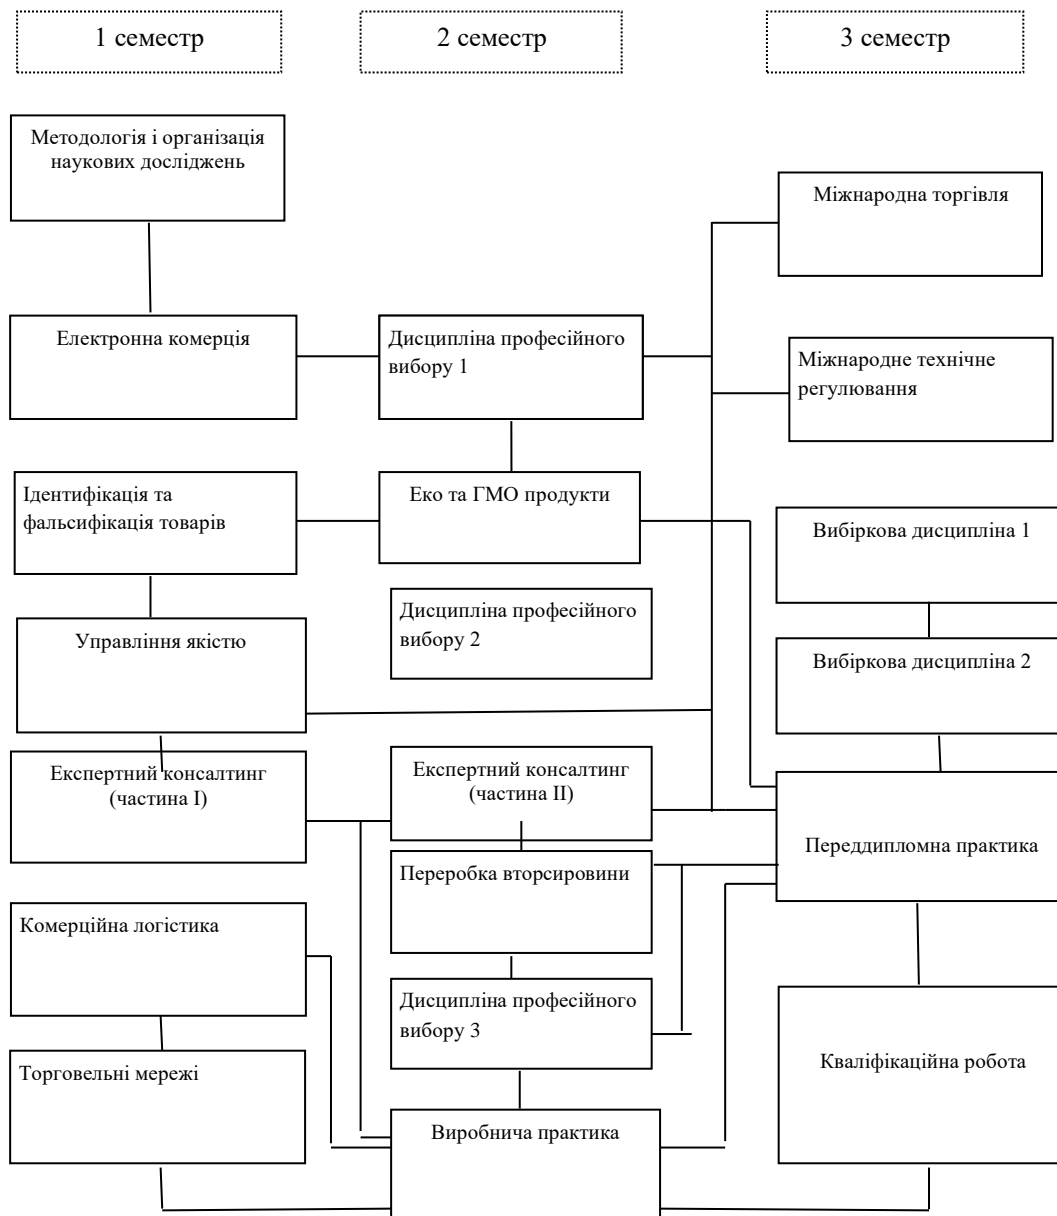 1 семестр
2 семестр
3 семестр
Методологія і організація
наукових досліджень
Міжнародна торгівля
Електронна комерція
Дисципліна професійного
вибору 1
Міжнародне технічне
регулювання
Ідентифікація та
фальсифікація товарів
Еко та ГМО продукти
Вибіркова дисципліна 1
Дисципліна професійного
вибору 2
Управління якістю
Вибіркова дисципліна 2
Експертний консалтинг
(частина І)
Експертний консалтинг
(частина ІІ)
Переддипломна практика
Переробка вторсировини
Комерційна логістика
Дисципліна професійного
вибору 3
Торговельні мережі
Кваліфікаційна робота
Виробнича практика